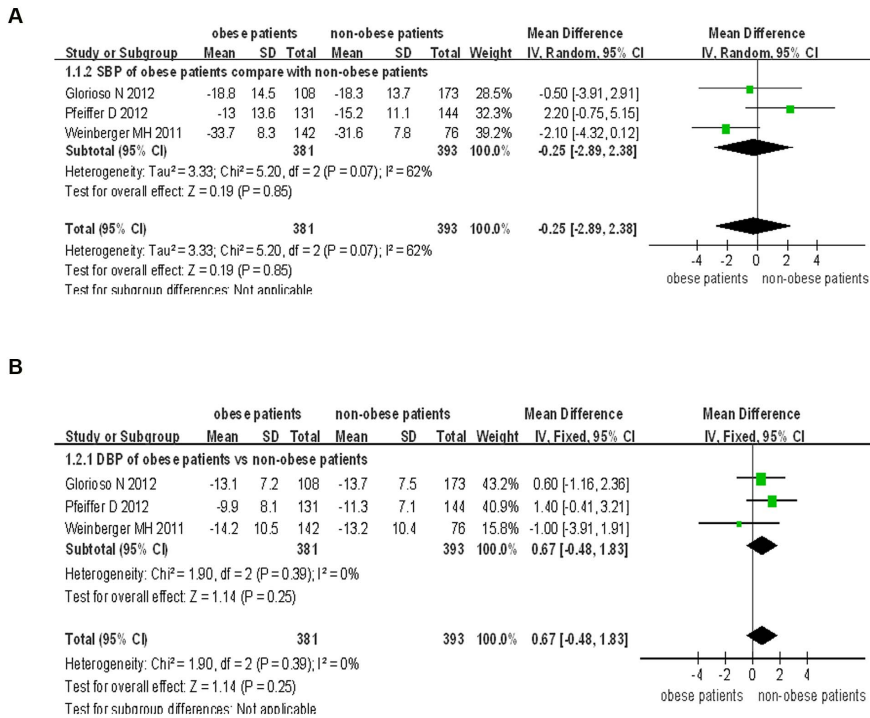 A
obese patients non-obese patients Mean Difference Mean Difference
Study or Subgroup Mean SD Total Mean SD Total Weight IV, Random, 95% CI IV, Random, 95% CI
1.1.2 SBP of obese patients compare with non-obese patients
Glorioso N 2012 -18.8 14.5 108 -18.3 13.7 173 28.5% -0.50 [-3.91, 2.91]
Pfeiffer D 2012 -13 13.6 131 -15.2 11.1 144 32.3% 2.20 [-0.75, 5.15]
Weinberger MH 2011 -33.7 8.3 142 -31.6 7.8 76 39.2% -2.10 [-4.32, 0.12]
Subtotal (95% CI) 381 393 100.0% -0.25 [-2.89, 2.38]
Heterogeneity: Tau² = 3.33; Chi² = 5.20, df = 2 (P = 0.07); I² = 62%
Test for overall effect: Z = 0.19 (P = 0.85)
Total (95% CI) 381 393 100.0% -0.25 [-2.89, 2.38]
Heterogeneity: Tau² = 3.33; Chi² = 5.20, df = 2 (P = 0.07); I² = 62%
Test for overall effect: Z = 0.19 (P = 0.85)
Test for subgroup differences: Not applicable
-4 -2 0 2 4
obese patients non-obese patients
B
obese patients non-obese patients Mean Difference Mean Difference
Study or Subgroup Mean SD Total Mean SD Total Weight IV, Fixed, 95% CI IV, Fixed, 95% CI
1.2.1 DBP of obese patients vs non-obese patients
Glorioso N 2012 -13.1 7.2 108 -13.7 7.5 173 43.2% 0.60 [-1.16, 2.36]
Pfeiffer D 2012 -9.9 8.1 131 -11.3 7.1 144 40.9% 1.40 [-0.41, 3.21]
Weinberger MH 2011 -14.2 10.5 142 -13.2 10.4 76 15.8% -1.00 [-3.91, 1.91]
Subtotal (95% CI) 381 393 100.0% 0.67 [-0.48, 1.83]
Heterogeneity: Chi² = 1.90, df = 2 (P = 0.39); I² = 0%
Test for overall effect: Z = 1.14 (P = 0.25)
Total (95% CI) 381 393 100.0% 0.67 [-0.48, 1.83]
Heterogeneity: Chi² = 1.90, df = 2 (P = 0.39); I² = 0%
Test for overall effect: Z = 1.14 (P = 0.25)
Test for subgroup differences: Not applicable
-4 -2 0 2 4
obese patients non-obese patients